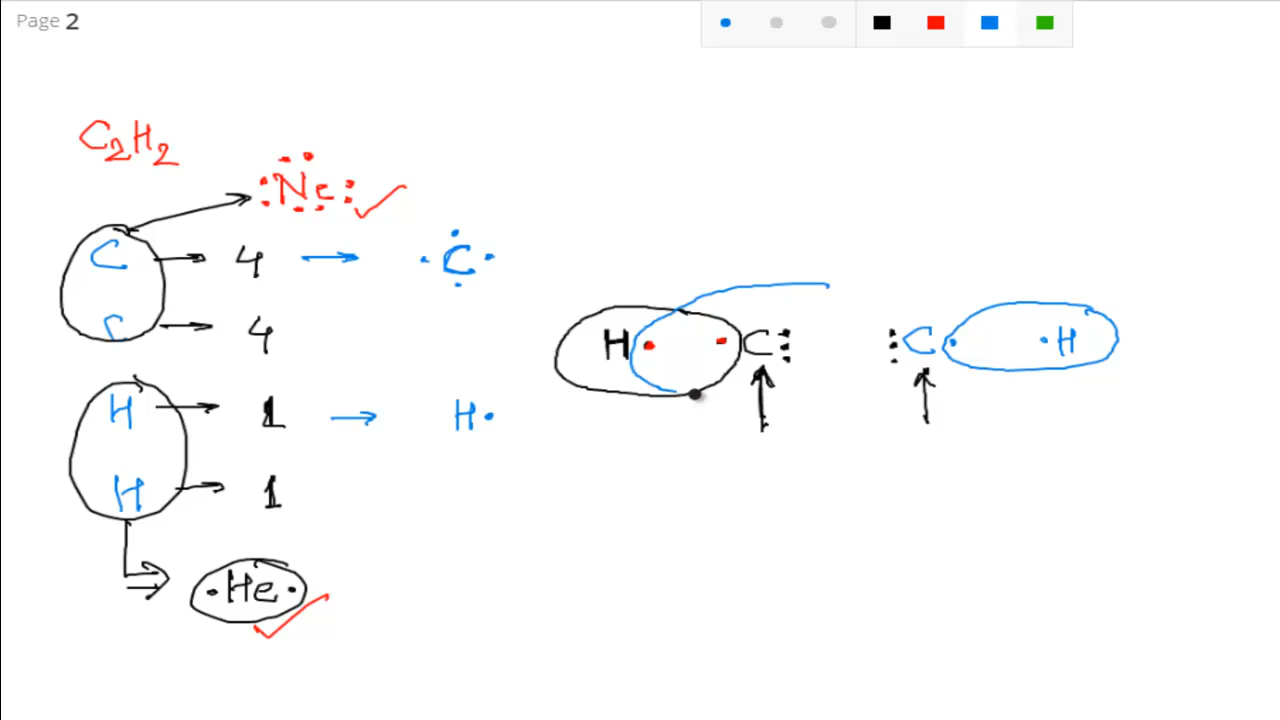 Page 2
C2H2
:Ne:
C → 4 → ·C·
C → 4
H · · C: :C· ·H
H → 1 → H·
H → 1
·He·